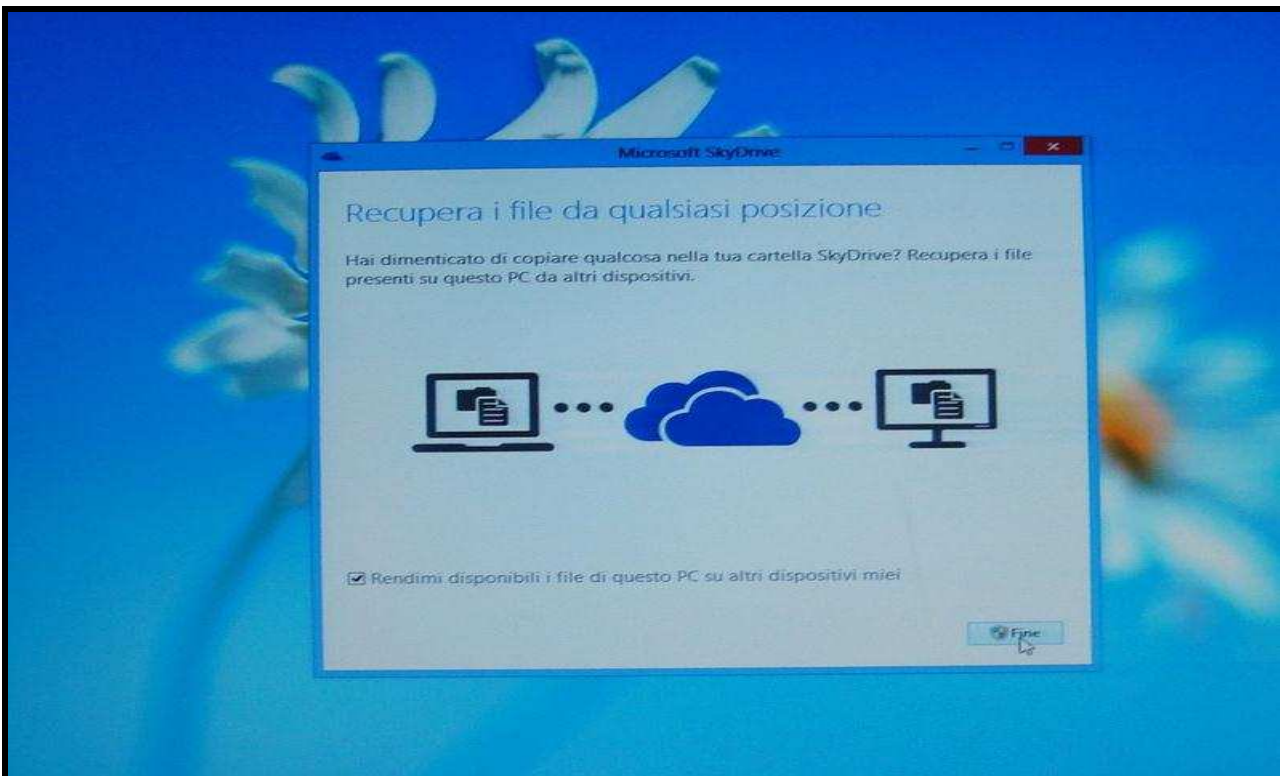 Microsoft SkyDrive
Recupera i file da qualsiasi posizione
Hai dimenticato di copiare qualcosa nella tua cartella SkyDrive? Recupera i file
presenti su questo PC da altri dispositivi.
Rendimi disponibili i file di questo PC su altri dispositivi miei
Fine